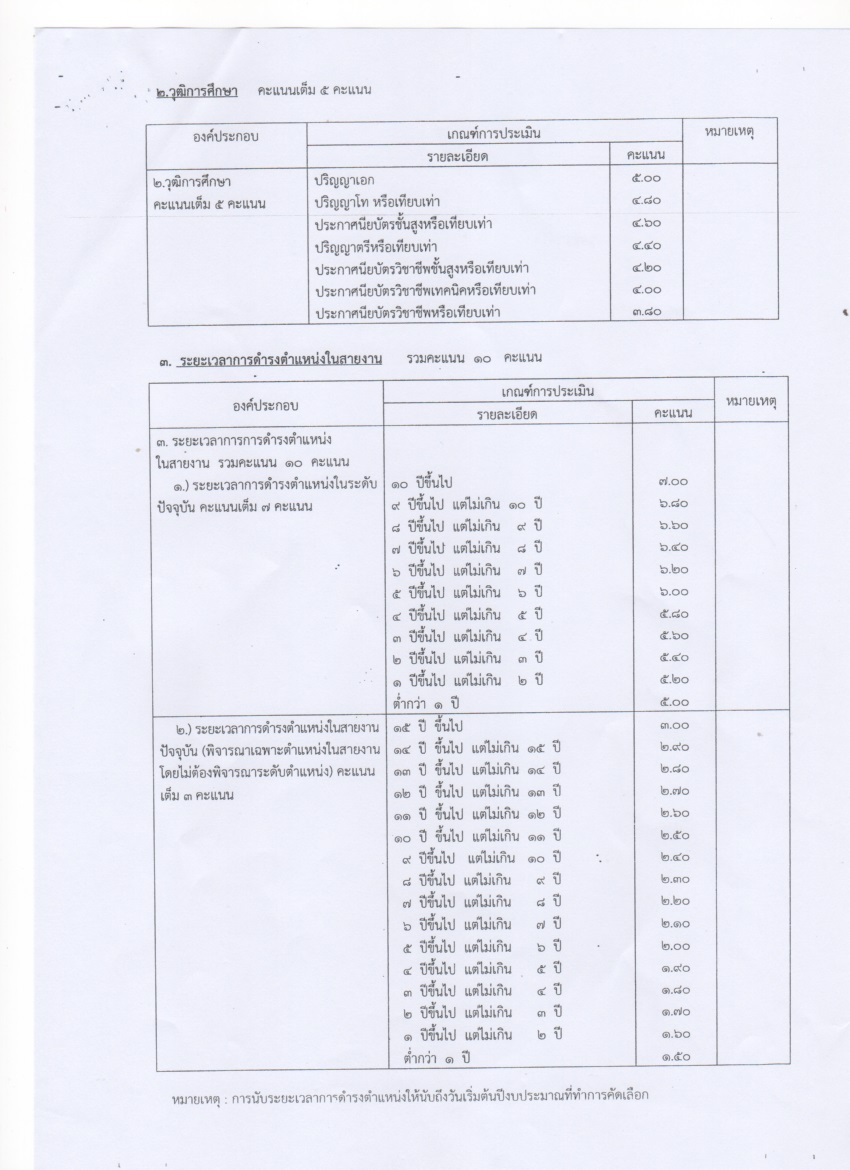 ๒.วุฒิการศึกษา คะแนนเต็ม ๕ คะแนน
องค์ประกอบ เกณฑ์การประเมิน หมายเหตุ
รายละเอียด คะแนน
๒.วุฒิการศึกษา ปริญญาเอก ๕.๐๐
คะแนนเต็ม ๕ คะแนน ปริญญาโท หรือเทียบเท่า ๔.๘๐
ประกาศนียบัตรชั้นสูงหรือเทียบเท่า ๔.๖๐
ปริญญาตรีหรือเทียบเท่า ๔.๔๐
ประกาศนียบัตรวิชาชีพชั้นสูงหรือเทียบเท่า ๔.๒๐
ประกาศนียบัตรวิชาชีพเทคนิคหรือเทียบเท่า ๔.๐๐
ประกาศนียบัตรวิชาชีพหรือเทียบเท่า ๓.๘๐
๓. ระยะเวลาการดำรงตำแหน่งในสายงาน รวมคะแนน ๑๐ คะแนน
องค์ประกอบ เกณฑ์การประเมิน หมายเหตุ
รายละเอียด คะแนน
๓. ระยะเวลาการการดำรงตำแหน่ง
ในสายงาน รวมคะแนน ๑๐ คะแนน
๑.) ระยะเวลาการดำรงตำแหน่งในระดับ ๑๐ ปีขึ้นไป ๗.๐๐
ปัจจุบัน คะแนนเต็ม ๗ คะแนน ๙ ปีขึ้นไป แต่ไม่เกิน ๑๐ ปี ๖.๘๐
๘ ปีขึ้นไป แต่ไม่เกิน ๙ ปี ๖.๖๐
๗ ปีขึ้นไป แต่ไม่เกิน ๘ ปี ๖.๔๐
๖ ปีขึ้นไป แต่ไม่เกิน ๗ ปี ๖.๒๐
๕ ปีขึ้นไป แต่ไม่เกิน ๖ ปี ๖.๐๐
๔ ปีขึ้นไป แต่ไม่เกิน ๕ ปี ๕.๘๐
๓ ปีขึ้นไป แต่ไม่เกิน ๔ ปี ๕.๖๐
๒ ปีขึ้นไป แต่ไม่เกิน ๓ ปี ๕.๔๐
๑ ปีขึ้นไป แต่ไม่เกิน ๒ ปี ๕.๒๐
ต่ำกว่า ๑ ปี ๕.๐๐
๒.) ระยะเวลาการดำรงตำแหน่งในสายงาน ๑๕ ปี ขึ้นไป ๓.๐๐
ปัจจุบัน (พิจารณาเฉพาะตำแหน่งในสายงาน ๑๔ ปี ขึ้นไป แต่ไม่เกิน ๑๕ ปี ๒.๙๐
โดยไม่ต้องพิจารณาระดับตำแหน่ง) คะแนน ๑๓ ปี ขึ้นไป แต่ไม่เกิน ๑๔ ปี ๒.๘๐
เต็ม ๓ คะแนน ๑๒ ปี ขึ้นไป แต่ไม่เกิน ๑๓ ปี ๒.๗๐
๑๑ ปี ขึ้นไป แต่ไม่เกิน ๑๒ ปี ๒.๖๐
๑๐ ปี ขึ้นไป แต่ไม่เกิน ๑๑ ปี ๒.๕๐
๙ ปีขึ้นไป แต่ไม่เกิน ๑๐ ปี ๒.๔๐
๘ ปีขึ้นไป แต่ไม่เกิน ๙ ปี ๒.๓๐
๗ ปีขึ้นไป แต่ไม่เกิน ๘ ปี ๒.๒๐
๖ ปีขึ้นไป แต่ไม่เกิน ๗ ปี ๒.๑๐
๕ ปีขึ้นไป แต่ไม่เกิน ๖ ปี ๒.๐๐
๔ ปีขึ้นไป แต่ไม่เกิน ๕ ปี ๑.๙๐
๓ ปีขึ้นไป แต่ไม่เกิน ๔ ปี ๑.๘๐
๒ ปีขึ้นไป แต่ไม่เกิน ๓ ปี ๑.๗๐
๑ ปีขึ้นไป แต่ไม่เกิน ๒ ปี ๑.๖๐
ต่ำกว่า ๑ ปี ๑.๕๐
หมายเหตุ : การนับระยะเวลาการดำรงตำแหน่งให้นับถึงวันเริ่มต้นปีงบประมาณที่ทำการคัดเลือก